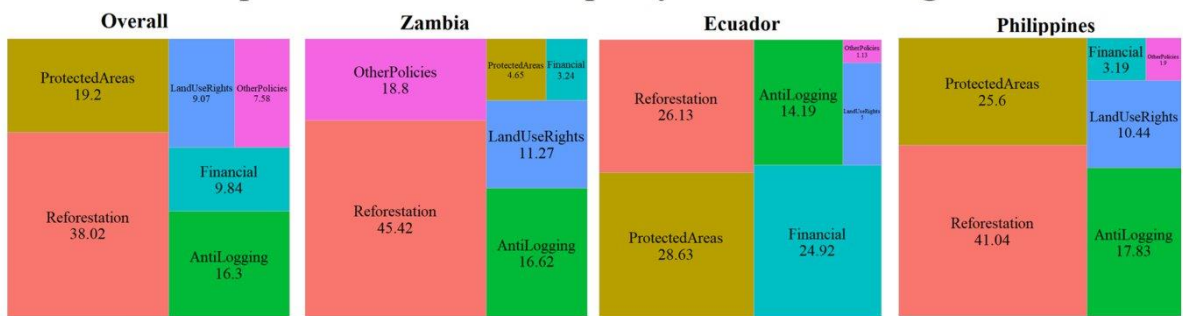 Overall
ProtectedAreas
19.2
LandUseRights
9.07
OtherPolicies
7.58
Financial
9.84
Reforestation
38.02
AntiLogging
16.3
Zambia
OtherPolicies
18.8
ProtectedAreas
4.65
Financial
3.24
LandUseRights
11.27
Reforestation
45.42
AntiLogging
16.62
Ecuador
Reforestation
26.13
AntiLogging
14.19
OtherPolicies
1.13
LandUseRights
ProtectedAreas
28.63
Financial
24.92
Philippines
ProtectedAreas
25.6
Financial
3.19
OtherPolicies
LandUseRights
10.44
Reforestation
41.04
AntiLogging
17.83